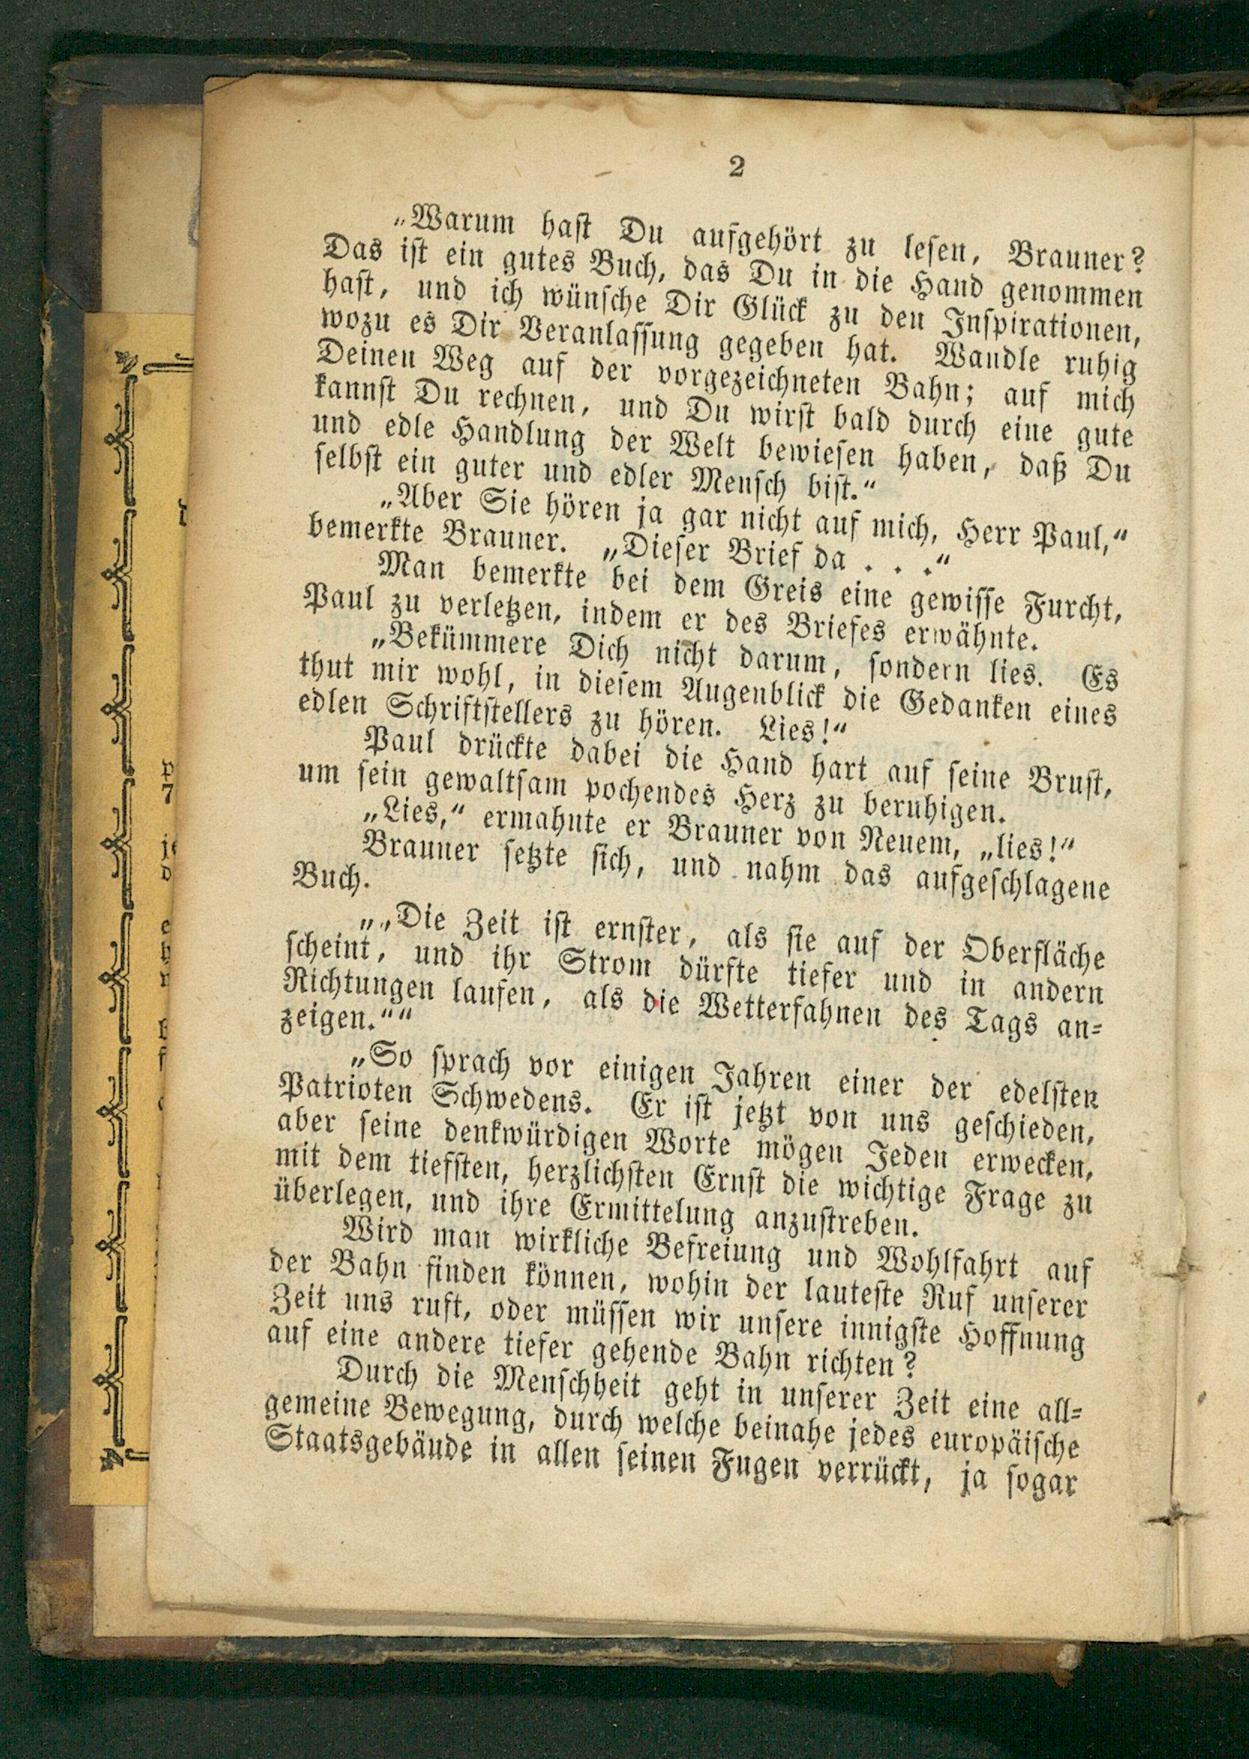 2
„Warum hast Du aufgehört zu lesen, Brauner?
Das ist ein gutes Buch, das Du in die Hand genommen
hast, und ich wünsche Dir Glück zu den Inspirationen,
wozu es Dir Veranlassung gegeben hat. Wandle ruhig
Deinen Weg auf der vorgezeichneten Bahn; auf mich
kannst Du rechnen, und Du wirst bald durch eine gute
und edle Handlung der Welt bewiesen haben, daß Du
selbst ein guter und edler Mensch bist.“
„Aber Sie hören ja gar nicht auf mich, Herr Paul,“
bemerkte Brauner. „Dieser Brief da . . .“
Man bemerkte bei dem Greis eine gewisse Furcht,
Paul zu verletzen, indem er des Briefes erwähnte.
„Bekümmere Dich nicht darum, sondern lies. Es
thut mir wohl, in diesem Augenblick die Gedanken eines
edlen Schriftstellers zu hören. Lies!“
Paul drückte dabei die Hand hart auf seine Brust,
um sein gewaltsam pochendes Herz zu beruhigen.
„Lies,“ ermahnte er Brauner von Neuem, „lies!“
Brauner setzte sich, und nahm das aufgeschlagene
Buch.
„„Die Zeit ist ernster, als sie auf der Oberfläche
scheint, und ihr Strom dürfte tiefer und in andern
Richtungen laufen, als die Wetterfahnen des Tags an-
zeigen.““
„So sprach vor einigen Jahren einer der edelsten
Patrioten Schwedens. Er ist jetzt von uns geschieden,
aber seine denkwürdigen Worte mögen Jeden erwecken,
mit dem tiefsten, herzlichsten Ernst die wichtige Frage zu
überlegen, und ihre Ermittelung anzustreben.
Wird man wirkliche Befreiung und Wohlfahrt auf
der Bahn finden können, wohin der lauteste Ruf unserer
Zeit uns ruft, oder müssen wir unsere innigste Hoffnung
auf eine andere tiefer gehende Bahn richten?
Durch die Menschheit geht in unserer Zeit eine all-
gemeine Bewegung, durch welche beinahe jedes europäische
Staatsgebäude in allen seinen Fugen verrückt, ja sogar